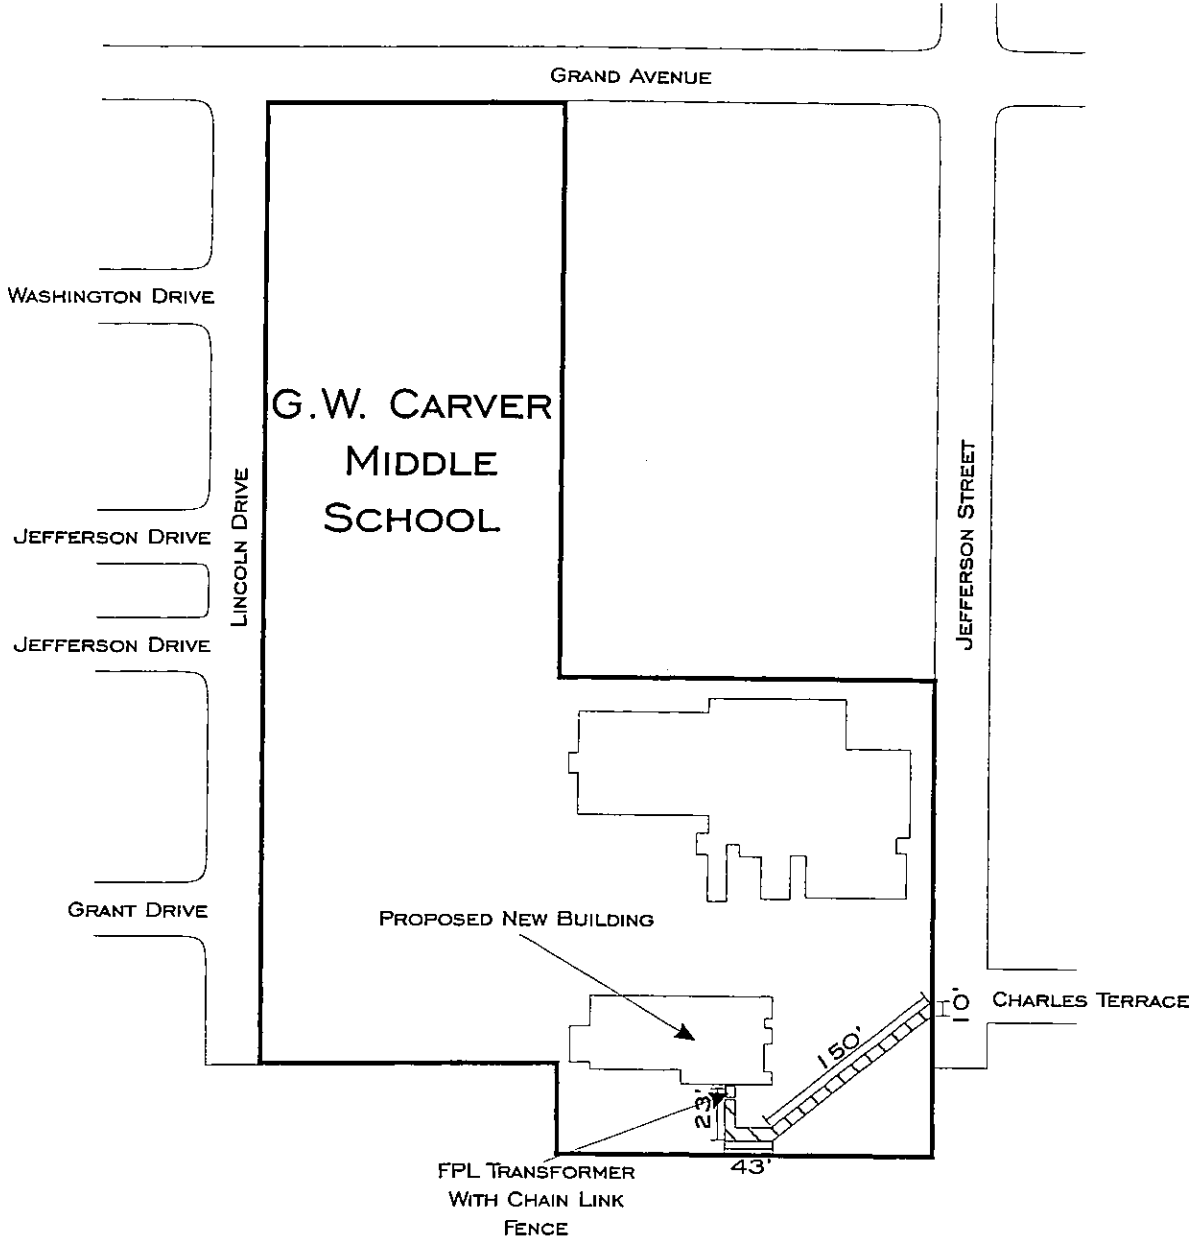 GRAND AVENUE
WASHINGTON DRIVE
G.W. CARVER
MIDDLE
SCHOOL
LINCOLN DRIVE
JEFFERSON STREET
JEFFERSON DRIVE
JEFFERSON DRIVE
GRANT DRIVE
PROPOSED NEW BUILDING
10'
CHARLES TERRACE
150'
23'
43'
FPL TRANSFORMER
WITH CHAIN LINK
FENCE